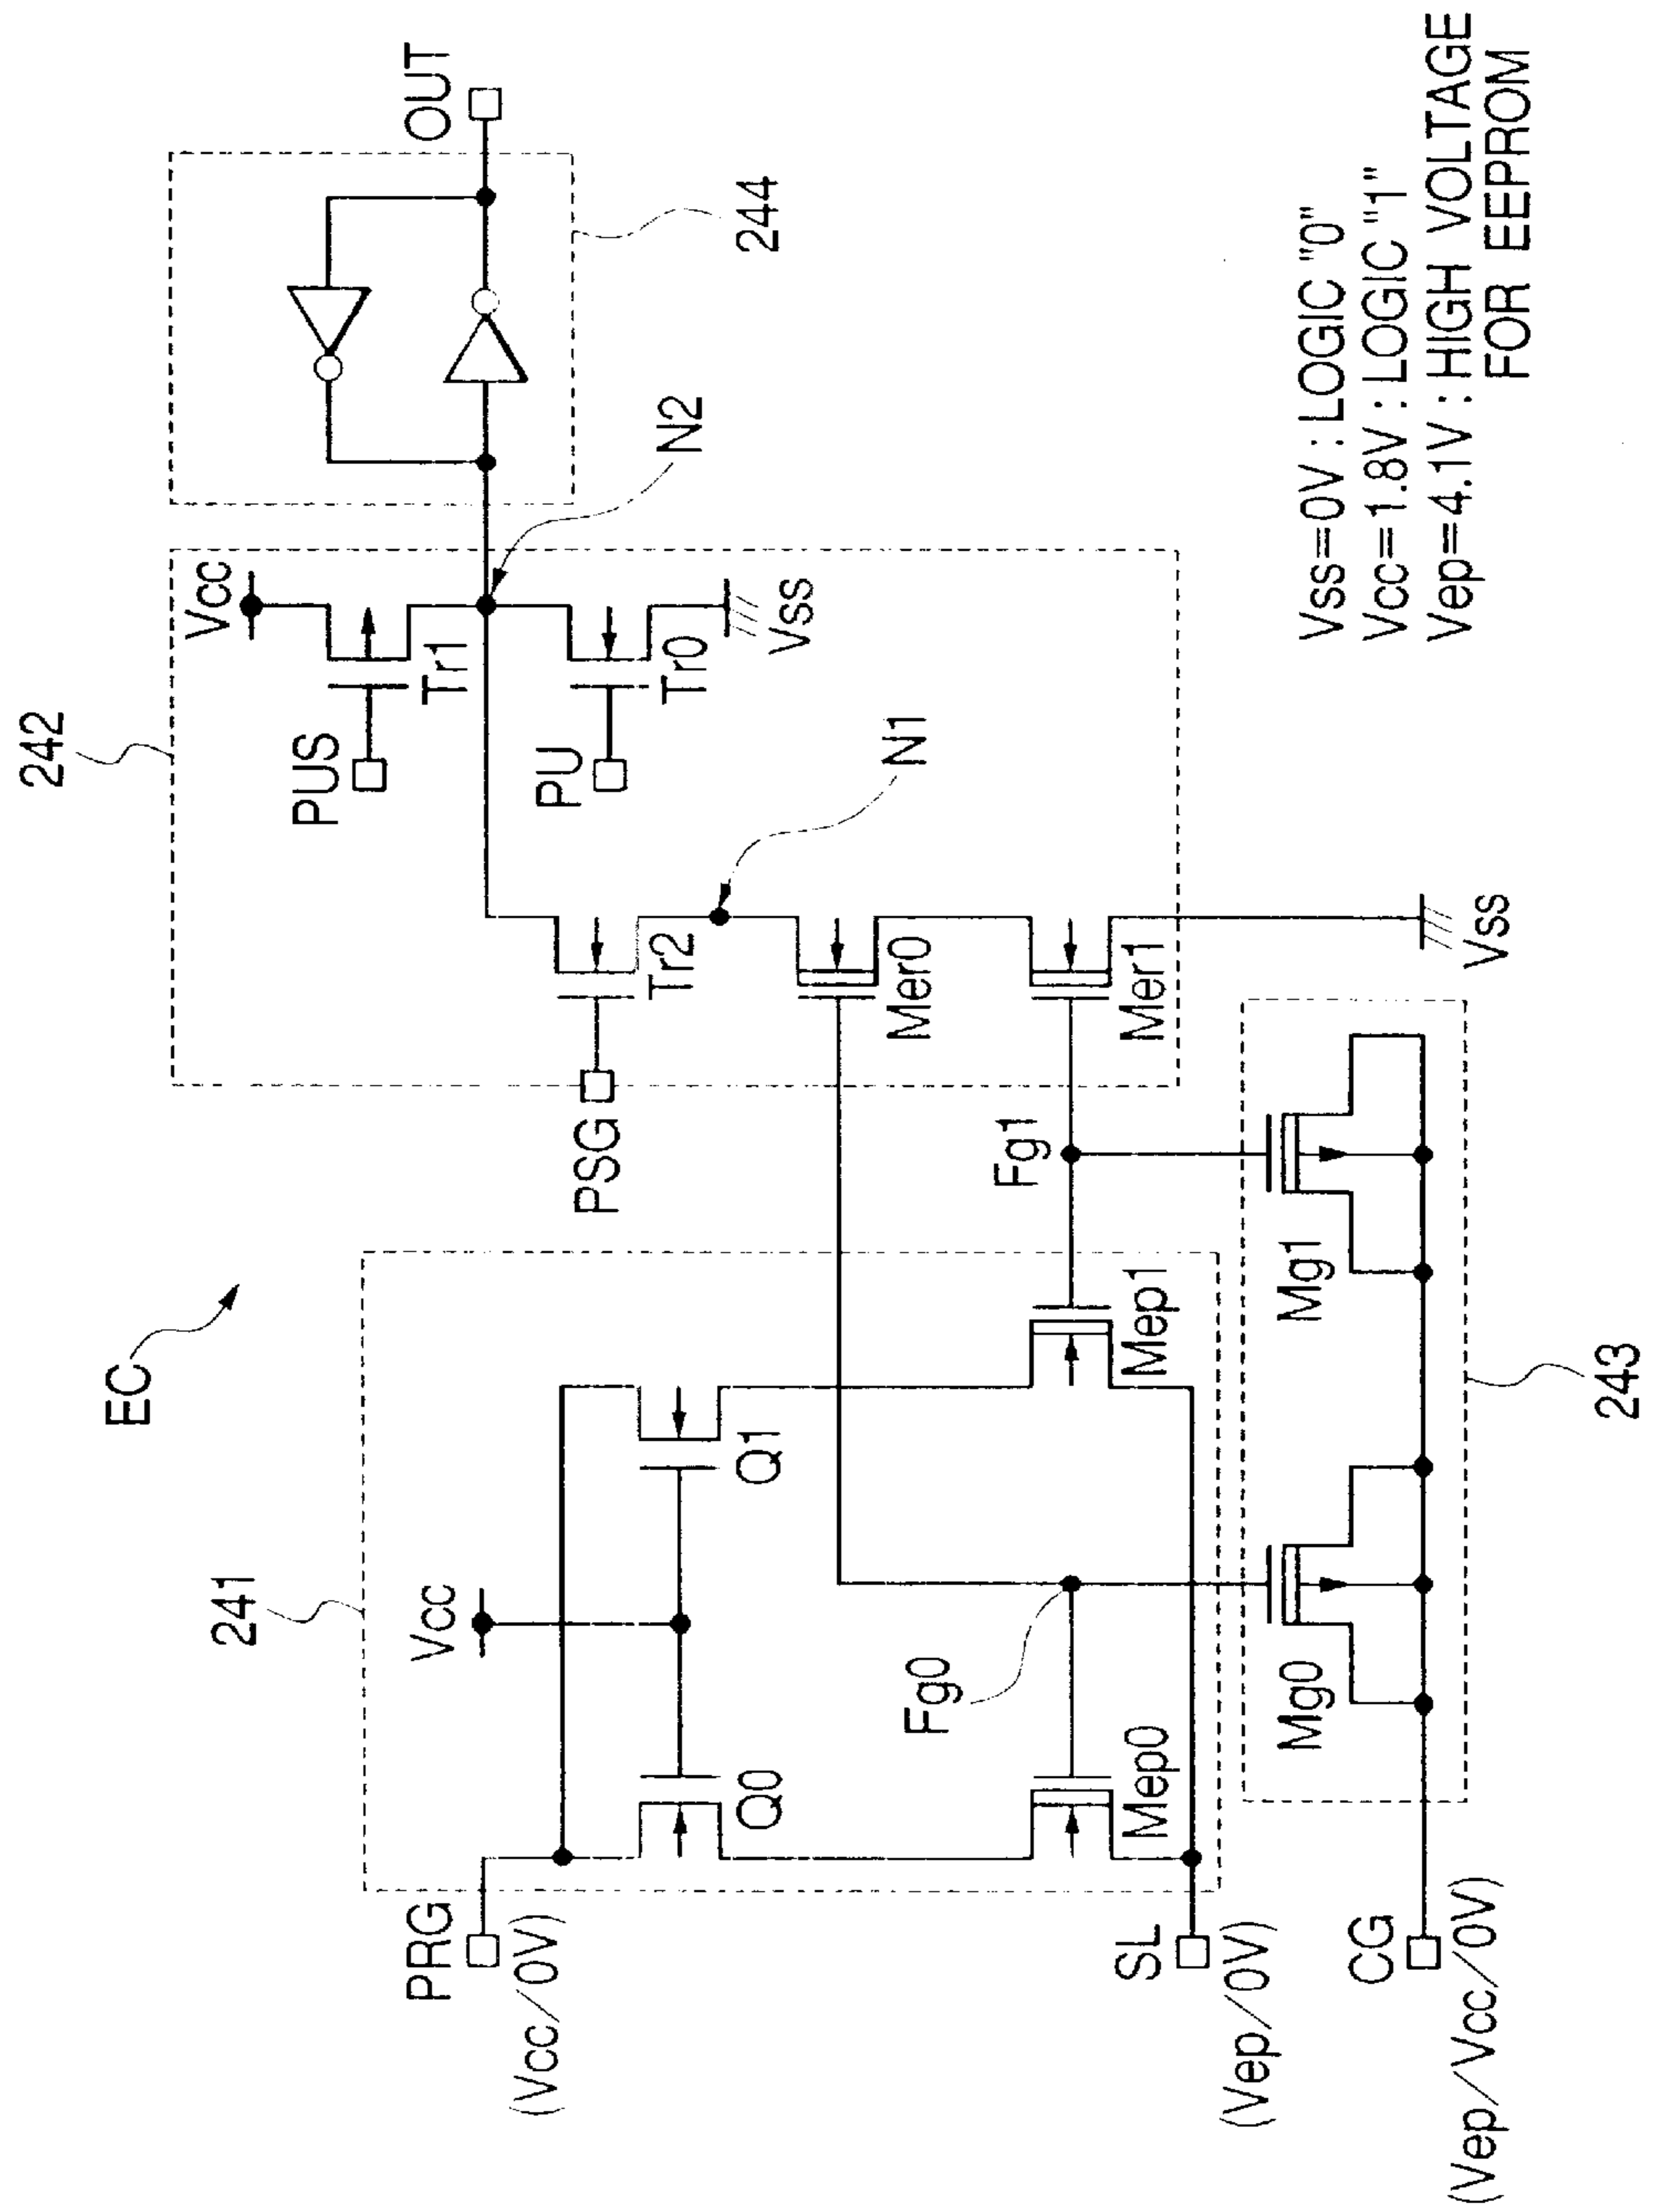 EC
241
242
244
243
PRG
(Vcc/0V)
Vcc
Q0
Q1
Mep0
Mep1
SL
(Vep/0V)
Fg0
Fg1
CG
(Vep/Vcc/0V)
Mg0
Mg1
PSG
Tr2
N1
Mer0
Mer1
Vss
PUS
Vcc
Tr1
PU
Tr0
Vss
N2
OUT
Vss=0V : LOGIC "0"
Vcc=1.8V : LOGIC "1"
Vep=4.1V : HIGH VOLTAGE
FOR EEPROM